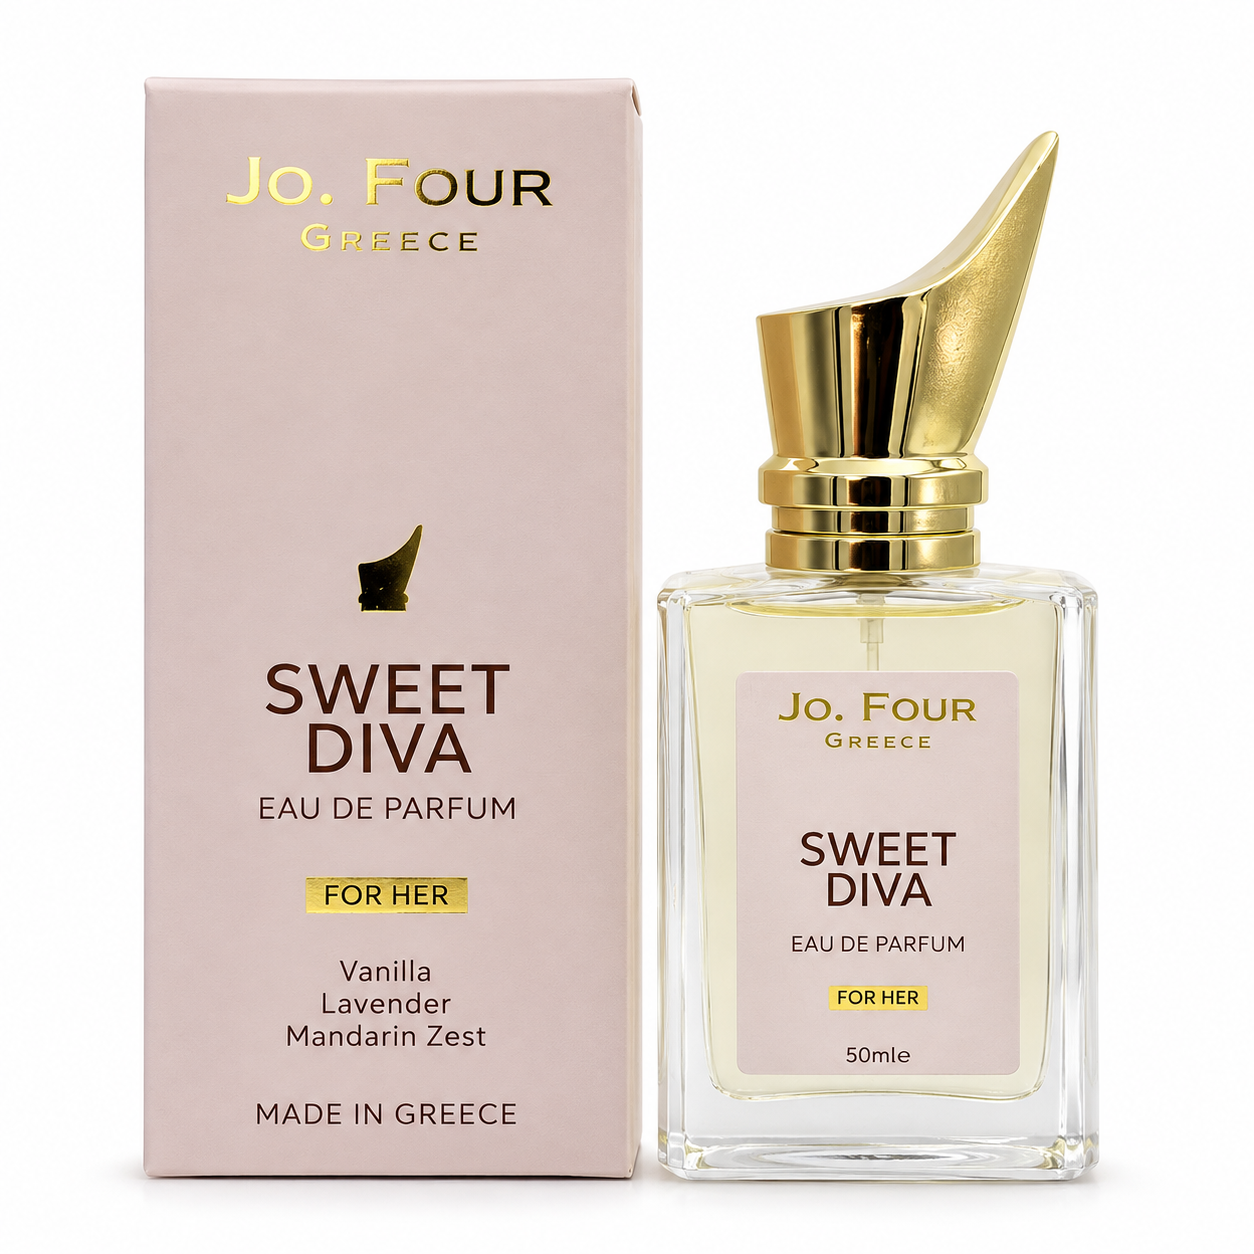 Jo. Four
Greece
SWEET
DIVA
EAU DE PARFUM
FOR HER
Vanilla
Lavender
Mandarin Zest
MADE IN GREECE
Jo. Four
Greece
SWEET
DIVA
EAU DE PARFUM
FOR HER
50mle